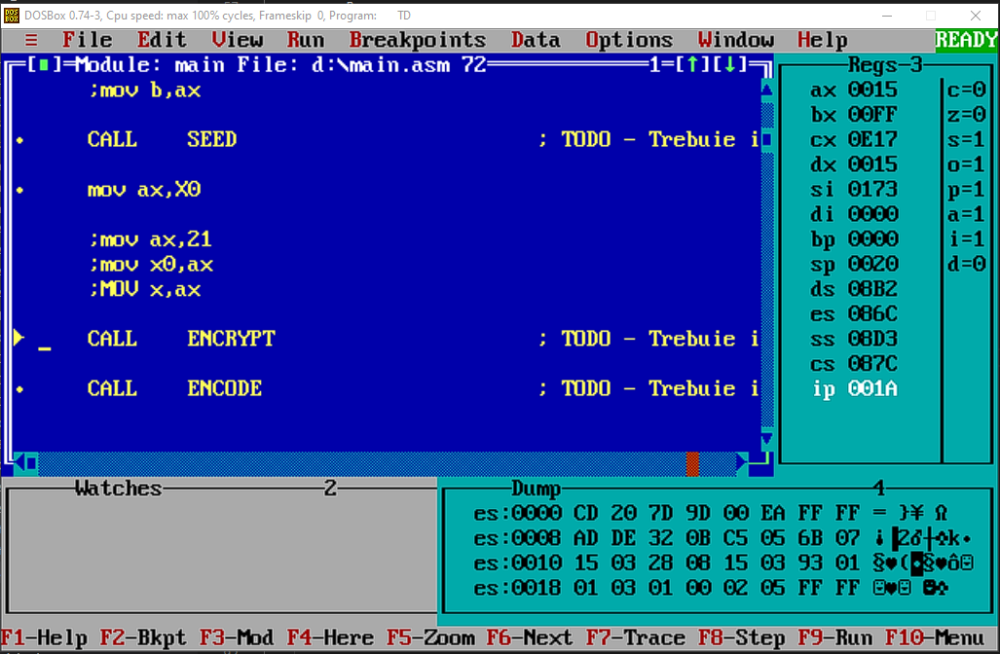 DOSBox 0.74-3, Cpu speed: max 100% cycles, Frameskip 0, Program: TD
≡ File Edit View Run Breakpoints Data Options Window Help READY
[■]=Module: main File: d:\main.asm 72 1=[↑][↓]
;mov b,ax
CALL SEED ; TODO - Trebuie i
mov ax,X0
;mov ax,21
;mov x0,ax
;MOV x,ax
CALL ENCRYPT ; TODO - Trebuie i
CALL ENCODE ; TODO - Trebuie i
Regs 3
ax 0015 c=0
bx 00FF z=0
cx 0E17 s=1
dx 0015 o=1
si 0173 p=1
di 0000 a=1
bp 0000 i=1
sp 0020 d=0
ds 08B2
es 086C
ss 08D3
cs 087C
ip 001A
Watches 2
Dump 4
es:0000 CD 20 7D 9D 00 EA FF FF = }¥ Ω
es:0008 AD DE 32 0B C5 05 6B 07 ¡▐2♂┼♣k•
es:0010 15 03 28 08 15 03 93 01 §♥(◘§♥ô☺
es:0018 01 03 01 00 02 05 FF FF ☺♥☺ ☻♣
F1-Help F2-Bkpt F3-Mod F4-Here F5-Zoom F6-Next F7-Trace F8-Step F9-Run F10-Menu